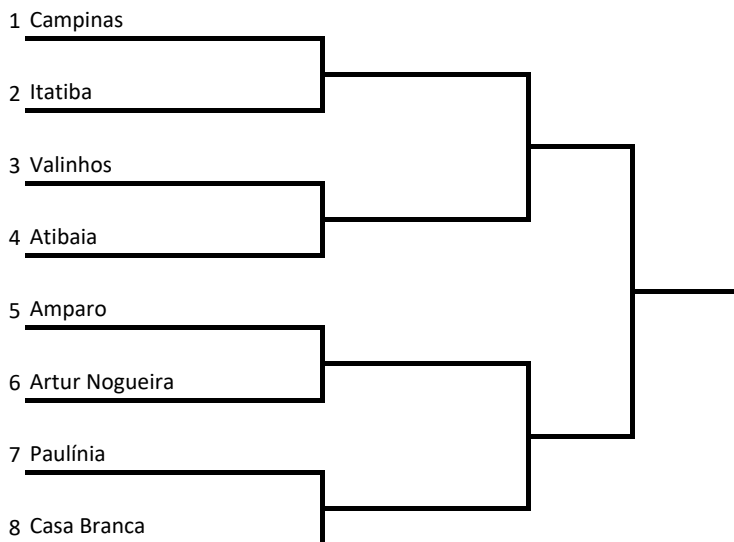 1 Campinas
2 Itatiba
3 Valinhos
4 Atibaia
5 Amparo
6 Artur Nogueira
7 Paulínia
8 Casa Branca